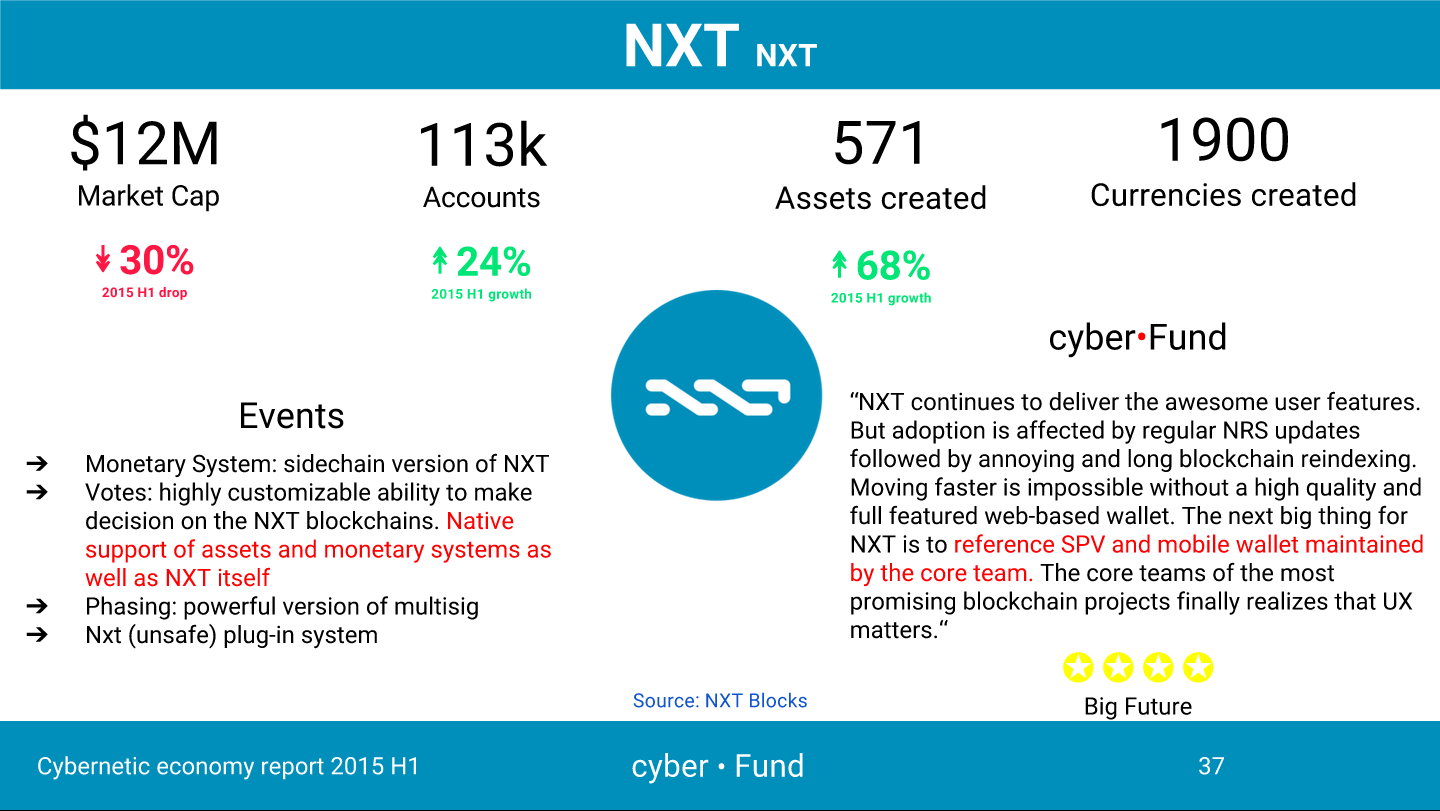 NXT NXT
$12M
Market Cap
30%
2015 H1 drop
113k
Accounts
24%
2015 H1 growth
571
Assets created
68%
2015 H1 growth
1900
Currencies created
Events
➔ Monetary System: sidechain version of NXT
➔ Votes: highly customizable ability to make
decision on the NXT blockchains. Native
support of assets and monetary systems as
well as NXT itself
➔ Phasing: powerful version of multisig
➔ Nxt (unsafe) plug-in system
cyber•Fund
“NXT continues to deliver the awesome user features.
But adoption is affected by regular NRS updates
followed by annoying and long blockchain reindexing.
Moving faster is impossible without a high quality and
full featured web-based wallet. The next big thing for
NXT is to reference SPV and mobile wallet maintained
by the core team. The core teams of the most
promising blockchain projects finally realizes that UX
matters.“
Big Future
Source: NXT Blocks
Cybernetic economy report 2015 H1
cyber • Fund
37